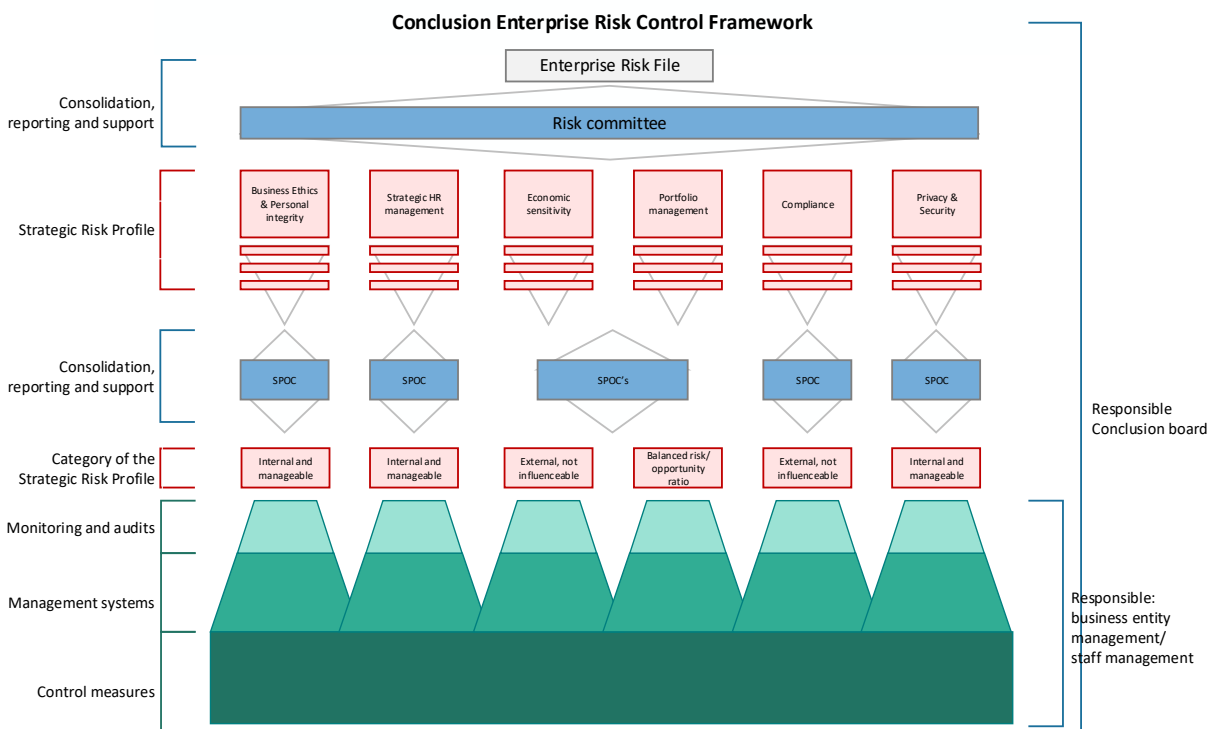 Conclusion Enterprise Risk Control Framework
Enterprise Risk File
Consolidation,
reporting and support
Risk committee
Strategic Risk Profile
Business Ethics
& Personal
integrity
Strategic HR
management
Economic
sensitivity
Portfolio
management
Compliance
Privacy &
Security
Consolidation,
reporting and support
SPOC
SPOC
SPOC's
SPOC
SPOC
Responsible
Conclusion board
Category of the
Strategic Risk Profile
Internal and
manageable
Internal and
manageable
External, not
influenceable
Balanced risk/
opportunity
ratio
External, not
influenceable
Internal and
manageable
Monitoring and audits
Management systems
Responsible:
business entity
management/
staff management
Control measures